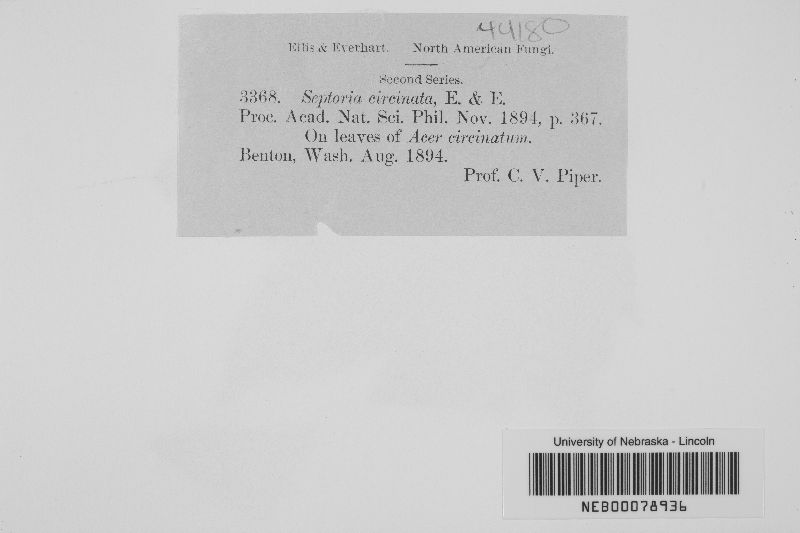 44180
Ellis & Everhart. North American Fungi.
Second Series.
3368. Septoria circinata, E. & E.
Proc. Acad. Nat. Sci. Phil. Nov. 1894, p. 367.
On leaves of Acer circinatum.
Benton, Wash. Aug. 1894.
Prof. C. V. Piper.
University of Nebraska - Lincoln
NEB00078936